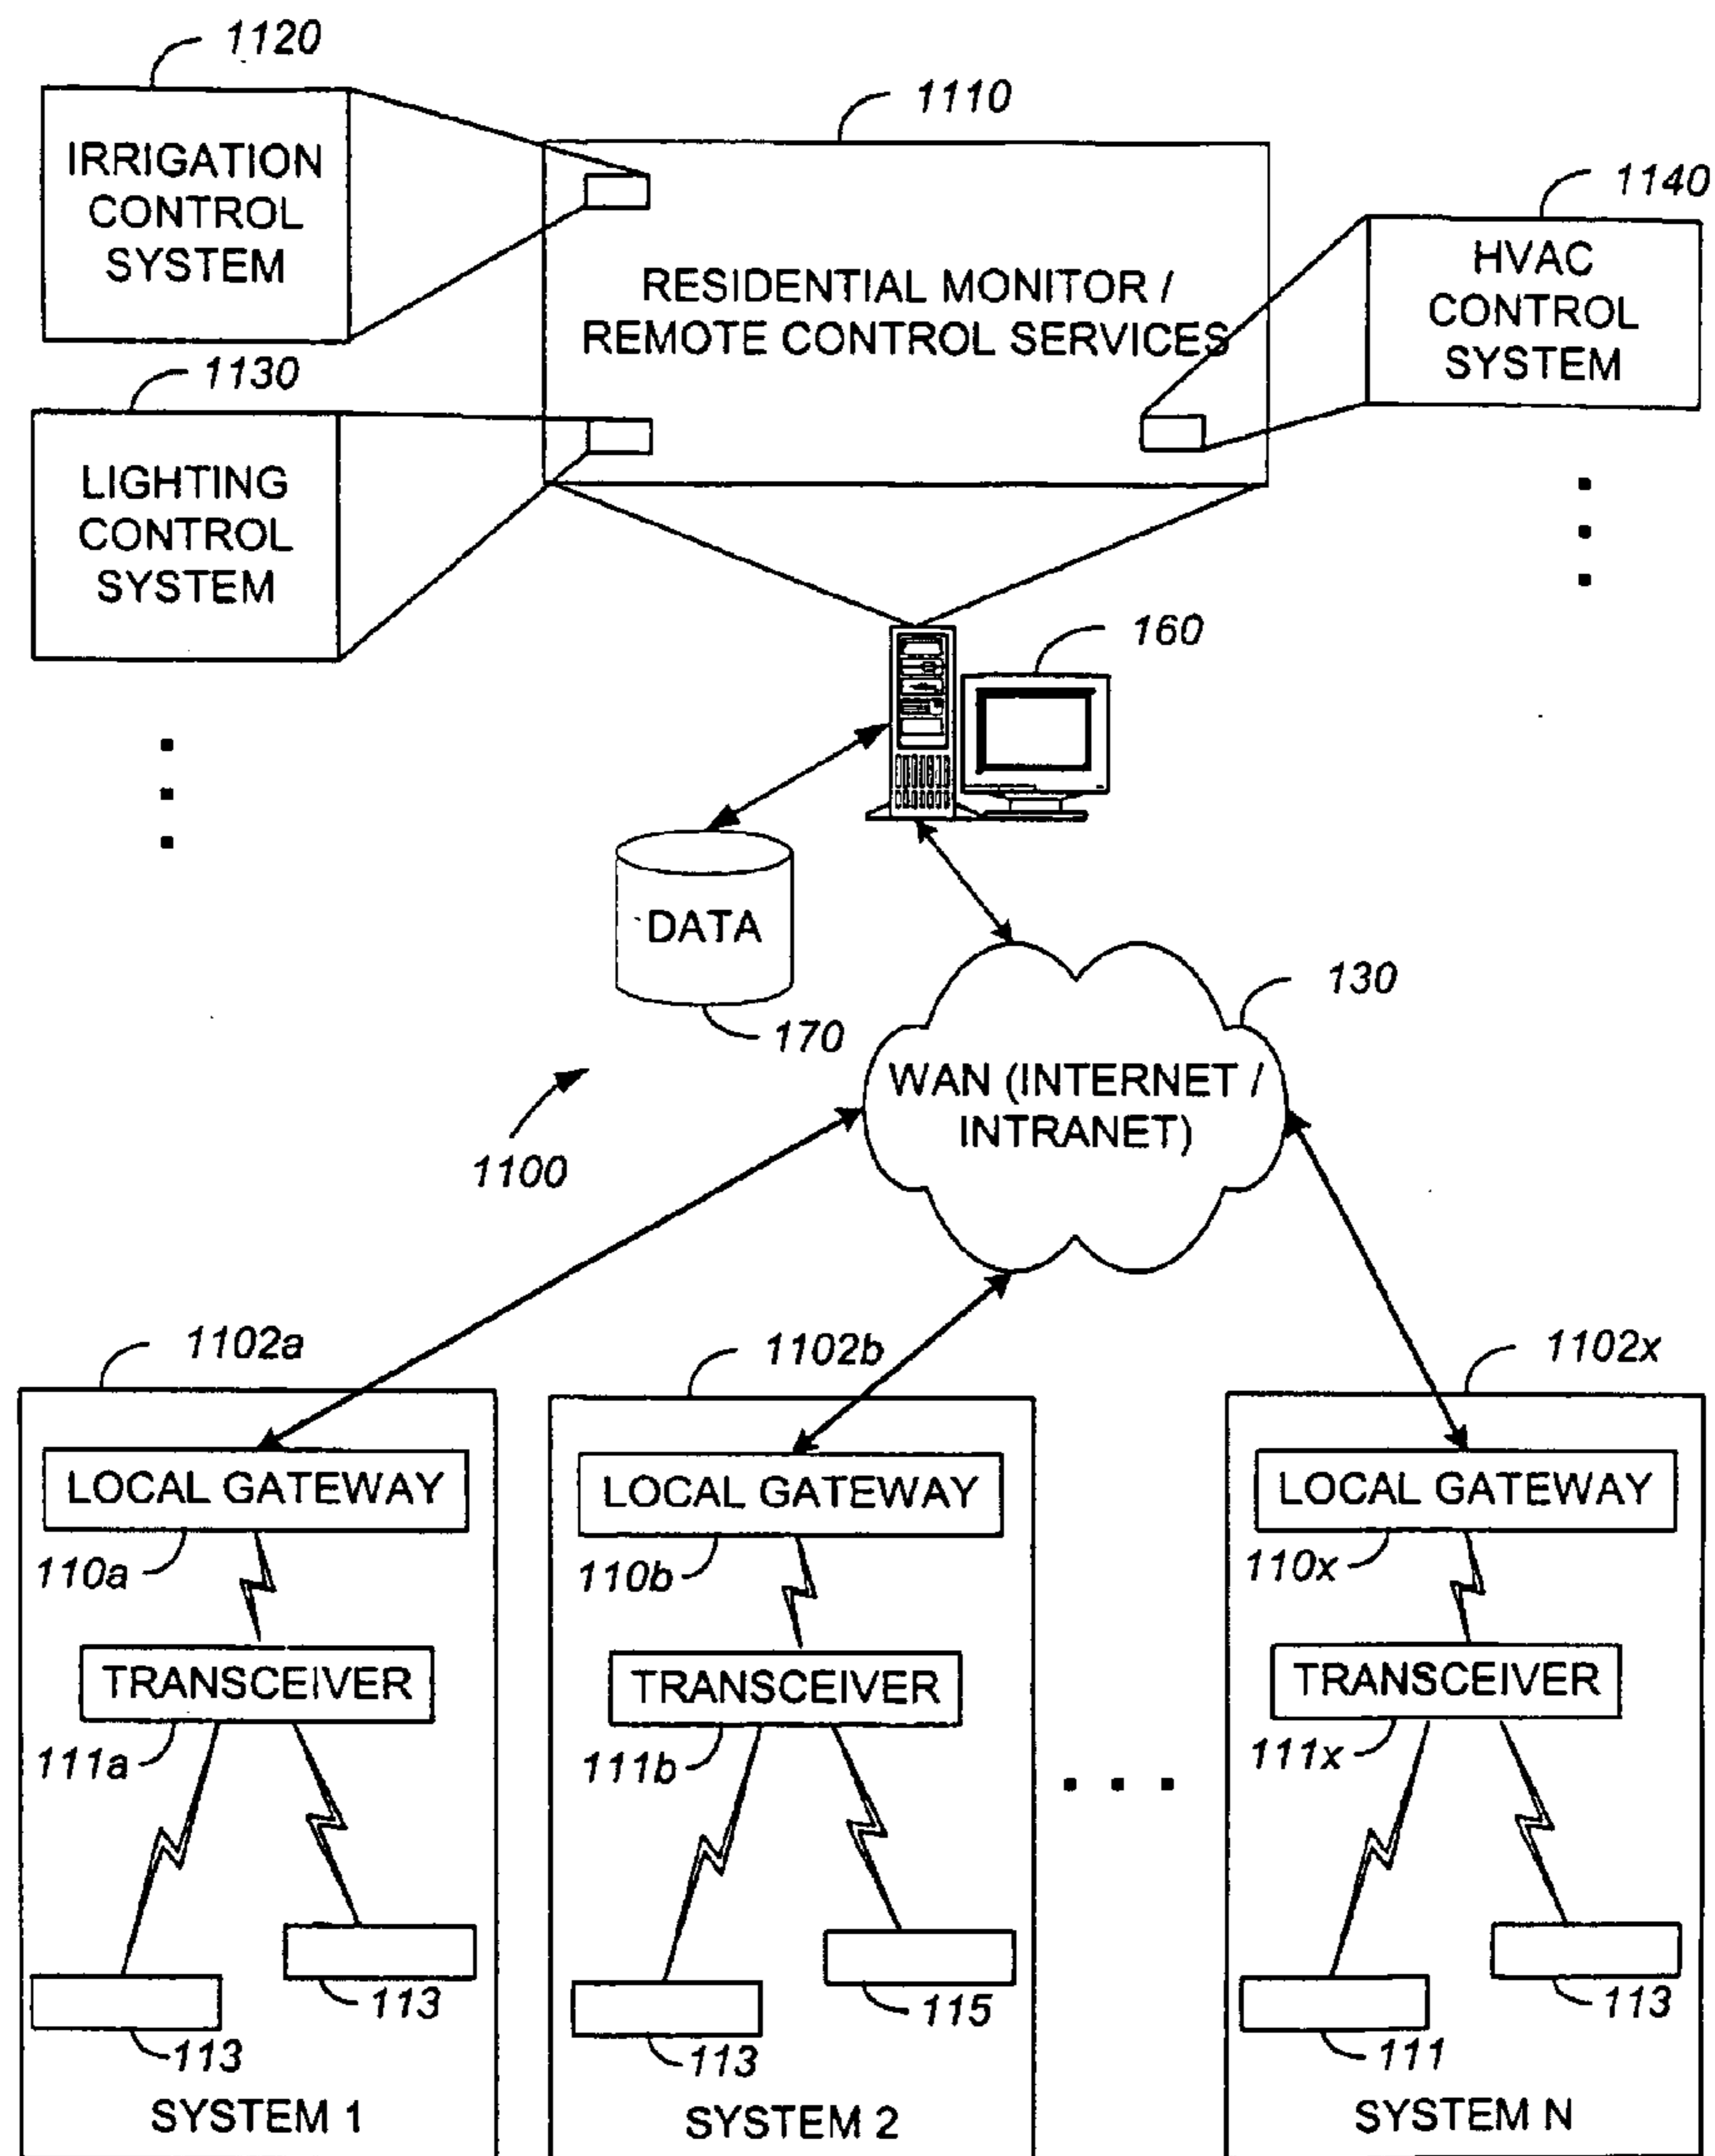 1120
IRRIGATION
CONTROL
SYSTEM
1110
RESIDENTIAL MONITOR /
REMOTE CONTROL SERVICES
1140
HVAC
CONTROL
SYSTEM
1130
LIGHTING
CONTROL
SYSTEM
160
DATA
170
130
WAN (INTERNET /
INTRANET)
1100
1102a
LOCAL GATEWAY
110a
TRANSCEIVER
111a
113
113
SYSTEM 1
1102b
LOCAL GATEWAY
110b
TRANSCEIVER
111b
115
113
SYSTEM 2
1102x
LOCAL GATEWAY
110x
TRANSCEIVER
111x
113
111
SYSTEM N